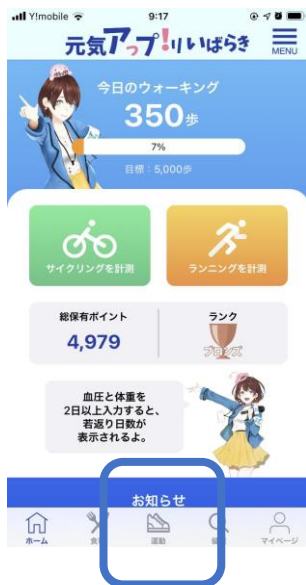 Y!mobile 9:17
元気アップ!リいばらき
MENU
今日のウォーキング
350歩
7%
目標：5,000歩
サイクリングを計測
ランニングを計測
総保有ポイント
ランク
4,979
ブロンズ
血圧と体重を
2日以上入力すると、
若返り日数が
表示されるよ。
お知らせ
ホーム
運動
マイページ